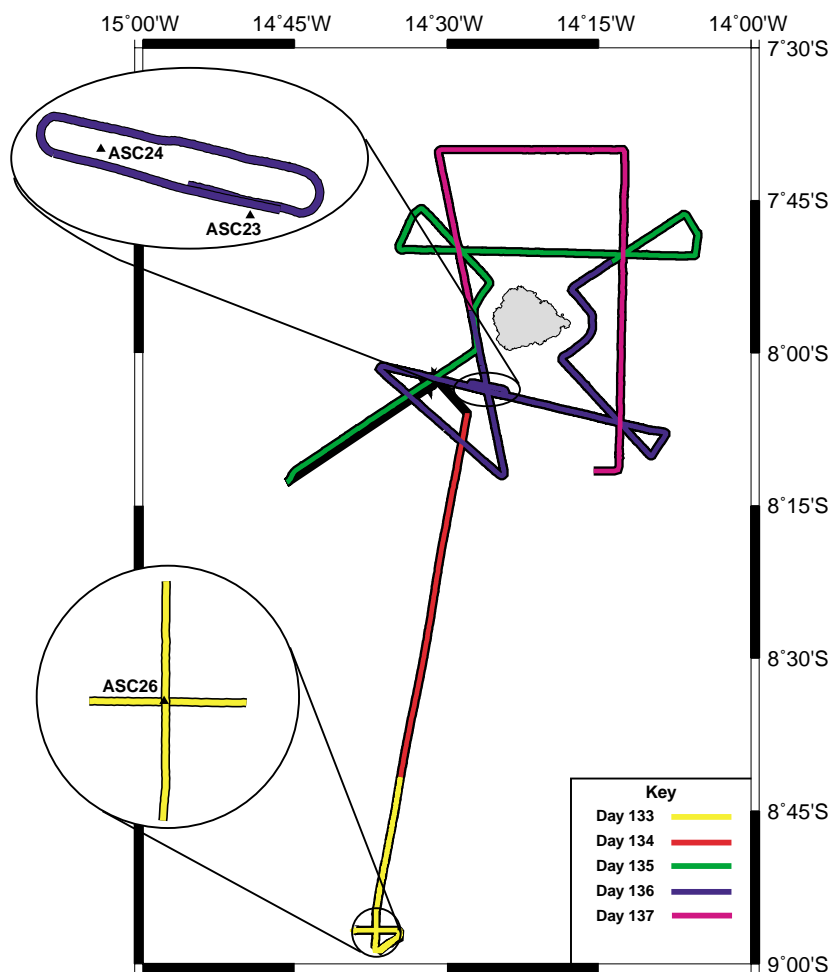 15˚00'W 14˚45'W 14˚30'W 14˚15'W 14˚00'W
7˚30'S
ASC24
ASC23
7˚45'S
8˚00'S
8˚15'S
ASC26
8˚30'S
Key
8˚45'S
Day 133
Day 134
Day 135
Day 136
Day 137
9˚00'S